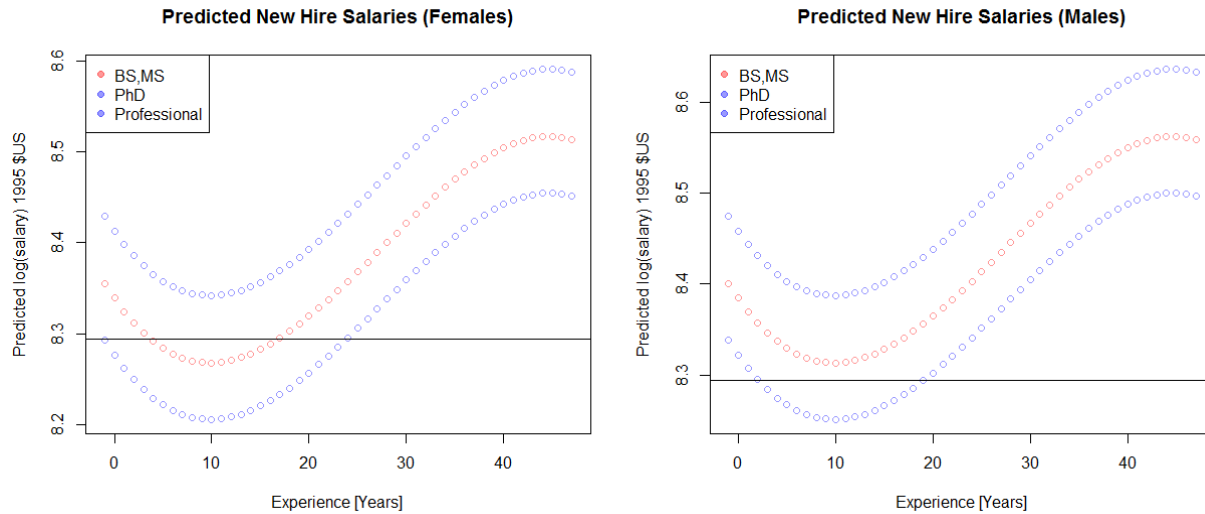 Predicted New Hire Salaries (Females)
Predicted log(salary) 1995 $US
8.6
8.5
8.4
8.3
8.2
BS,MS
PhD
Professional
0 10 20 30 40
Experience [Years]
Predicted New Hire Salaries (Males)
Predicted log(salary) 1995 $US
8.6
8.5
8.4
8.3
BS,MS
PhD
Professional
0 10 20 30 40
Experience [Years]